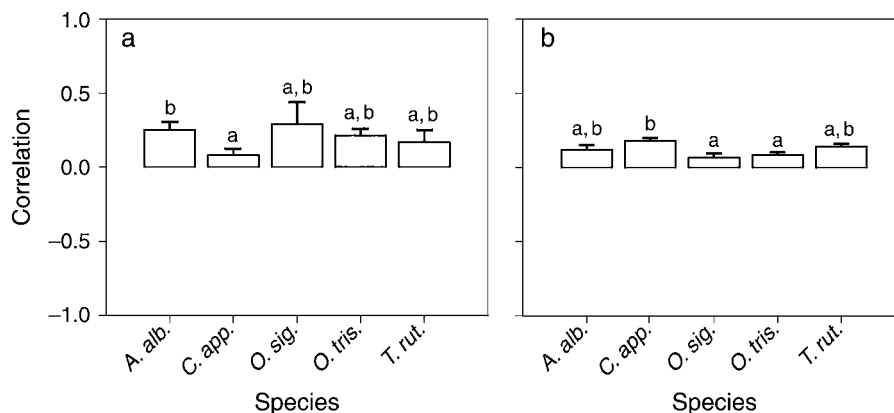 a
b
1.0
0.5
0.0
−0.5
−1.0
Correlation
b
a
a, b
a, b
a, b
a, b
b
a
a
a, b
A. alb.
C. app.
O. sig.
O. tris.
T. rut.
A. alb.
C. app.
O. sig.
O. tris.
T. rut.
Species
Species